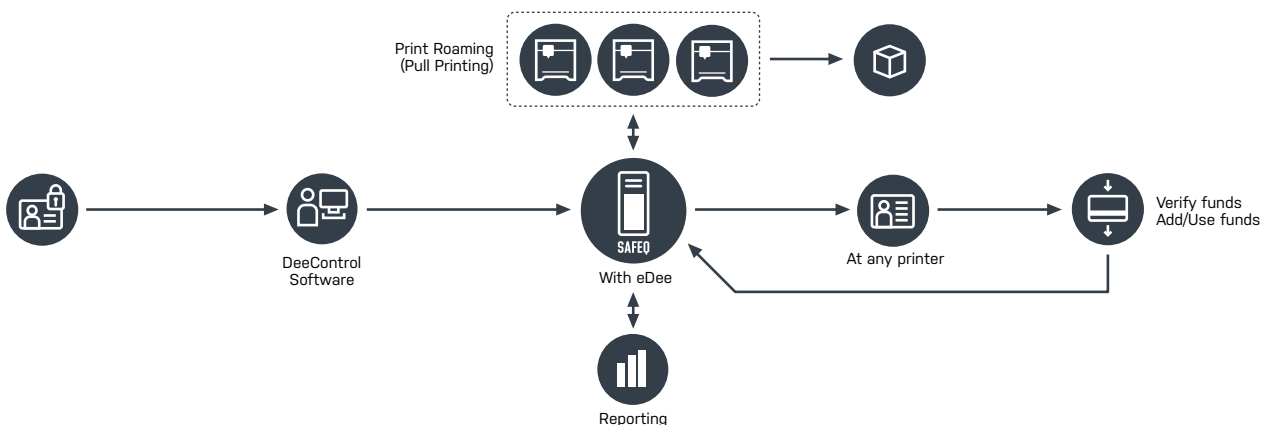 Print Roaming
(Pull Printing)
SAFEQ
With eDee
DeeControl
Software
At any printer
Verify funds
Add/Use funds
Reporting